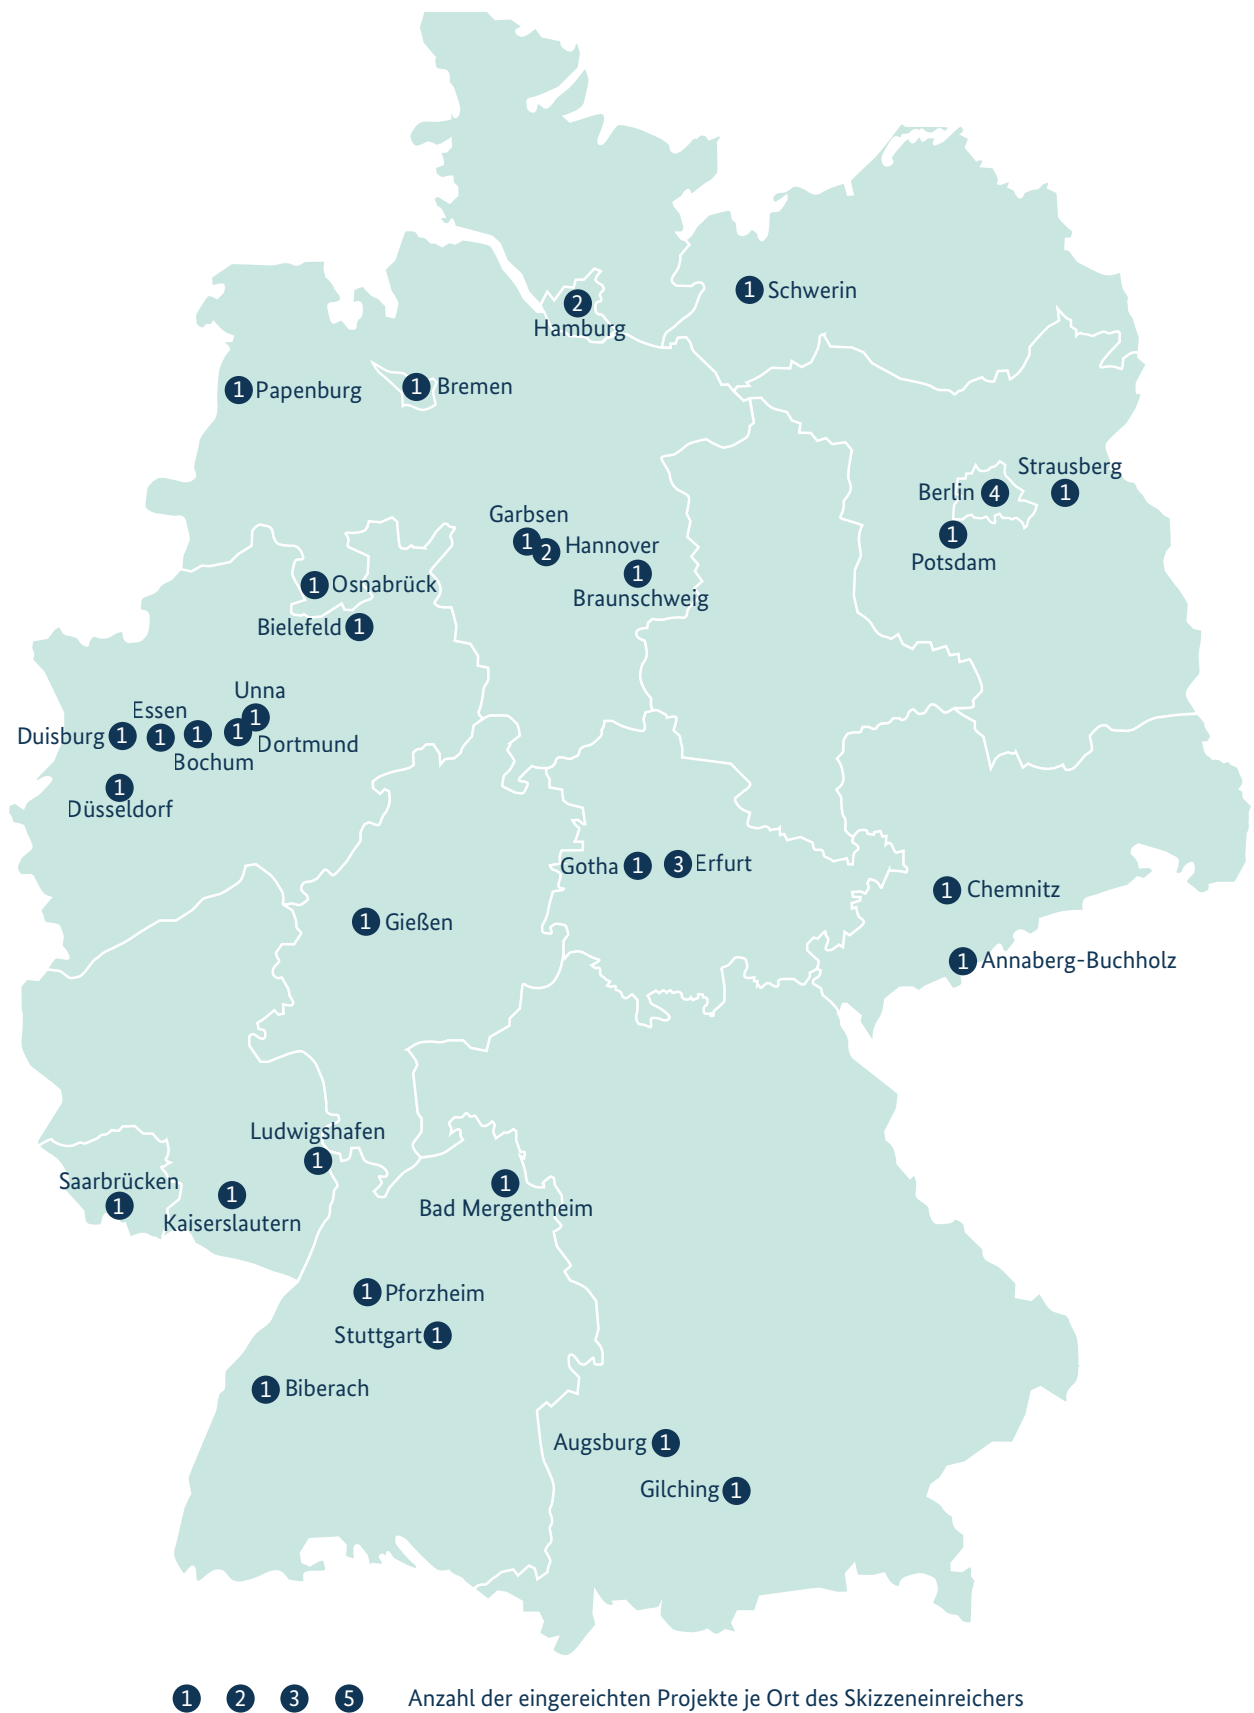 1 Schwerin
2
Hamburg
1 Papenburg
1 Bremen
Strausberg
Berlin 4
1
1
Potsdam
Garbsen
1
2 Hannover
1
Braunschweig
1 Osnabrück
Bielefeld 1
Unna
1
Essen
Duisburg 1
1
1
1
Dortmund
Bochum
1
Düsseldorf
Gotha 1
3 Erfurt
1 Chemnitz
1 Gießen
1 Annaberg-Buchholz
Ludwigshafen
1
Saarbrücken
1
1
Kaiserslautern
1
Bad Mergentheim
1 Pforzheim
Stuttgart 1
1 Biberach
Augsburg 1
Gilching 1
1 2 3 5 Anzahl der eingereichten Projekte je Ort des Skizzeneinreichers